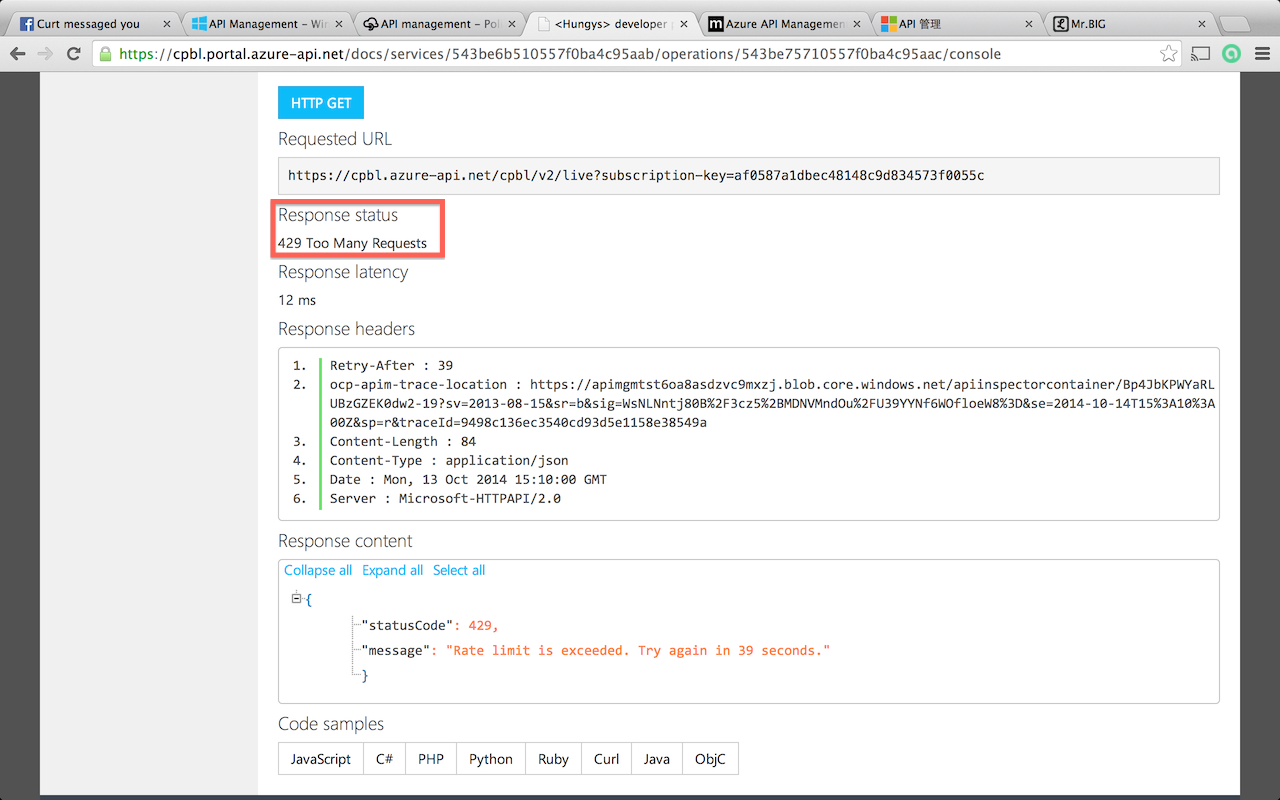 Curt messaged you
API Management – Win
API management – Poli
<Hungys> developer p
Azure API Management
API 管理
Mr.BIG
https://cpbl.portal.azure-api.net/docs/services/543be6b510557f0ba4c95aab/operations/543be75710557f0ba4c95aac/console
HTTP GET
Requested URL
https://cpbl.azure-api.net/cpbl/v2/live?subscription-key=af0587a1dbec48148c9d834573f0055c
Response status
429 Too Many Requests
Response latency
12 ms
Response headers
1. Retry-After : 39
2. ocp-apim-trace-location : https://apimgmtst6oa8asdzvc9mxzj.blob.core.windows.net/apiinspectorcontainer/Bp4JbKPWYaRL
UBzGZEK0dw2-19?sv=2013-08-15&sr=b&sig=WsNLNntj80B%2F3cz5%2BMDNVMndOu%2FU39YYNf6WOfloeW8%3D&se=2014-10-14T15%3A10%3A
00Z&sp=r&traceId=9498c136ec3540cd93d5e1158e38549a
3. Content-Length : 84
4. Content-Type : application/json
5. Date : Mon, 13 Oct 2014 15:10:00 GMT
6. Server : Microsoft-HTTPAPI/2.0
Response content
Collapse all Expand all Select all
{
"statusCode": 429,
"message": "Rate limit is exceeded. Try again in 39 seconds."
}
Code samples
JavaScript C# PHP Python Ruby Curl Java ObjC